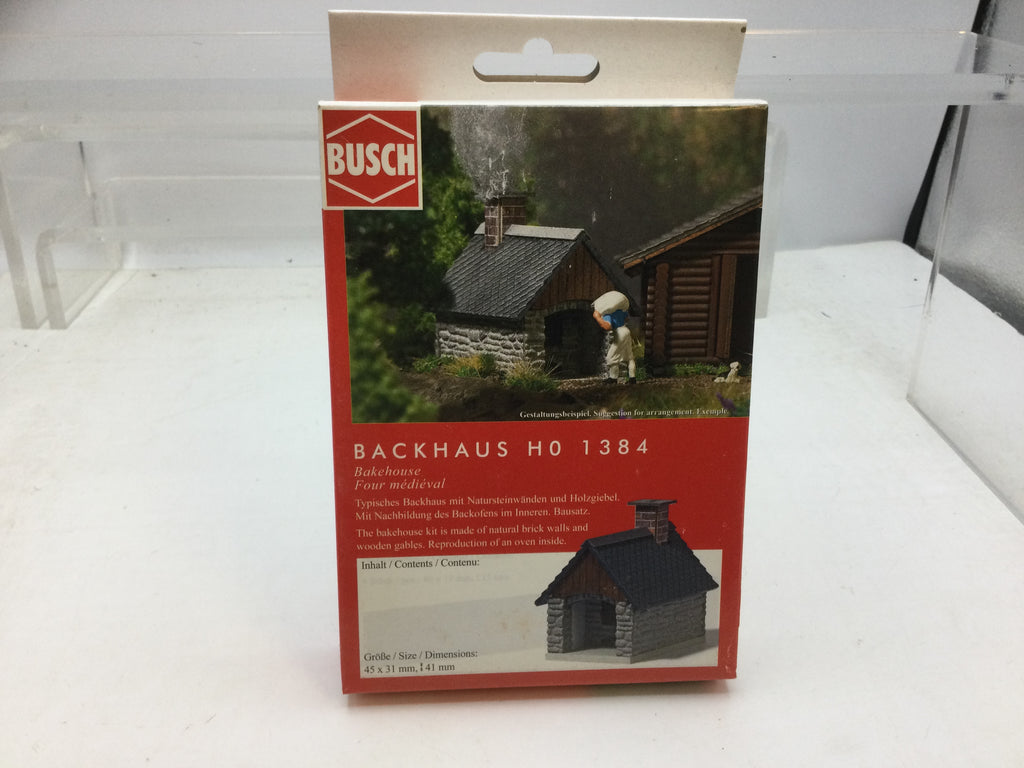 BUSCH
Gestaltungsbeispiel. Suggestion for arrangement. Exemple.
BACKHAUS H0 1384
Bakehouse
Four médiéval
Typisches Backhaus mit Natursteinwänden und Holzgiebel.
Mit Nachbildung des Backofens im Inneren. Bausatz.
The bakehouse kit is made of natural brick walls and
wooden gables. Reproduction of an oven inside.
Inhalt / Contents / Contenu:
Größe / Size / Dimensions:
45 x 31 mm, ↕ 41 mm